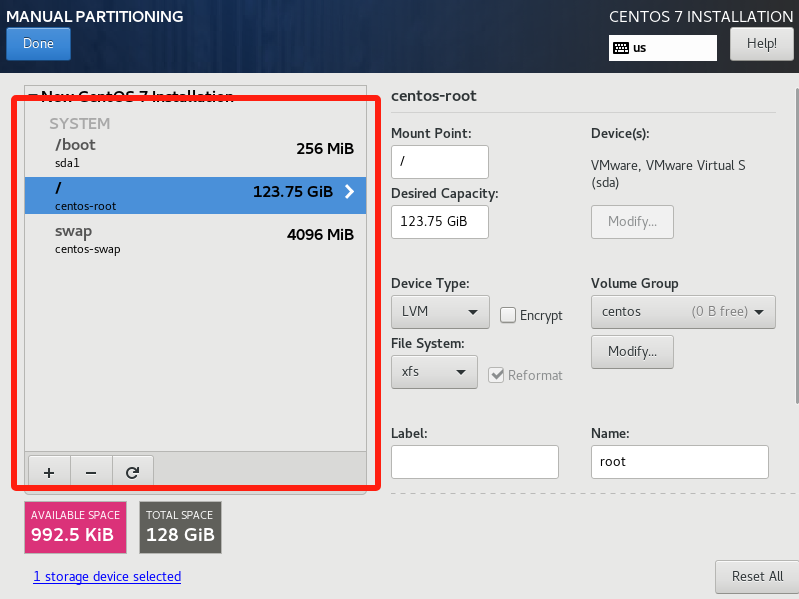 MANUAL PARTITIONING
CENTOS 7 INSTALLATION
Done
us
Help!
New CentOS 7 Installation
SYSTEM
/boot
256 MiB
sda1
/
123.75 GiB
centos-root
swap
4096 MiB
centos-swap
+ -
AVAILABLE SPACE
992.5 KiB
TOTAL SPACE
128 GiB
1 storage device selected
centos-root
Mount Point:
/
Desired Capacity:
123.75 GiB
Device(s):
VMware, VMware Virtual S
(sda)
Modify...
Device Type:
LVM
Encrypt
File System:
xfs
Reformat
Volume Group
centos (0 B free)
Modify...
Label:
Name:
root
Reset All